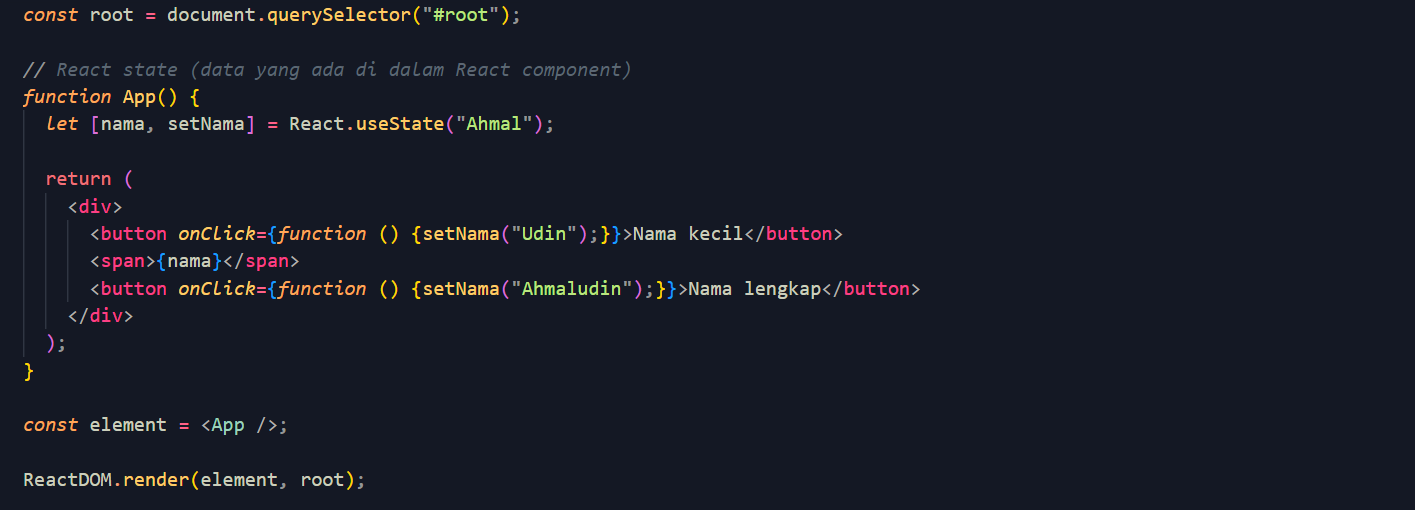 const root = document.querySelector("#root");
// React state (data yang ada di dalam React component)
function App() {
let [nama, setNama] = React.useState("Ahmal");
return (
<div>
<button onClick={function () {setNama("Udin");}}>Nama kecil</button>
<span>{nama}</span>
<button onClick={function () {setNama("Ahmaludin");}}>Nama lengkap</button>
</div>
);
}
const element = <App />;
ReactDOM.render(element, root);